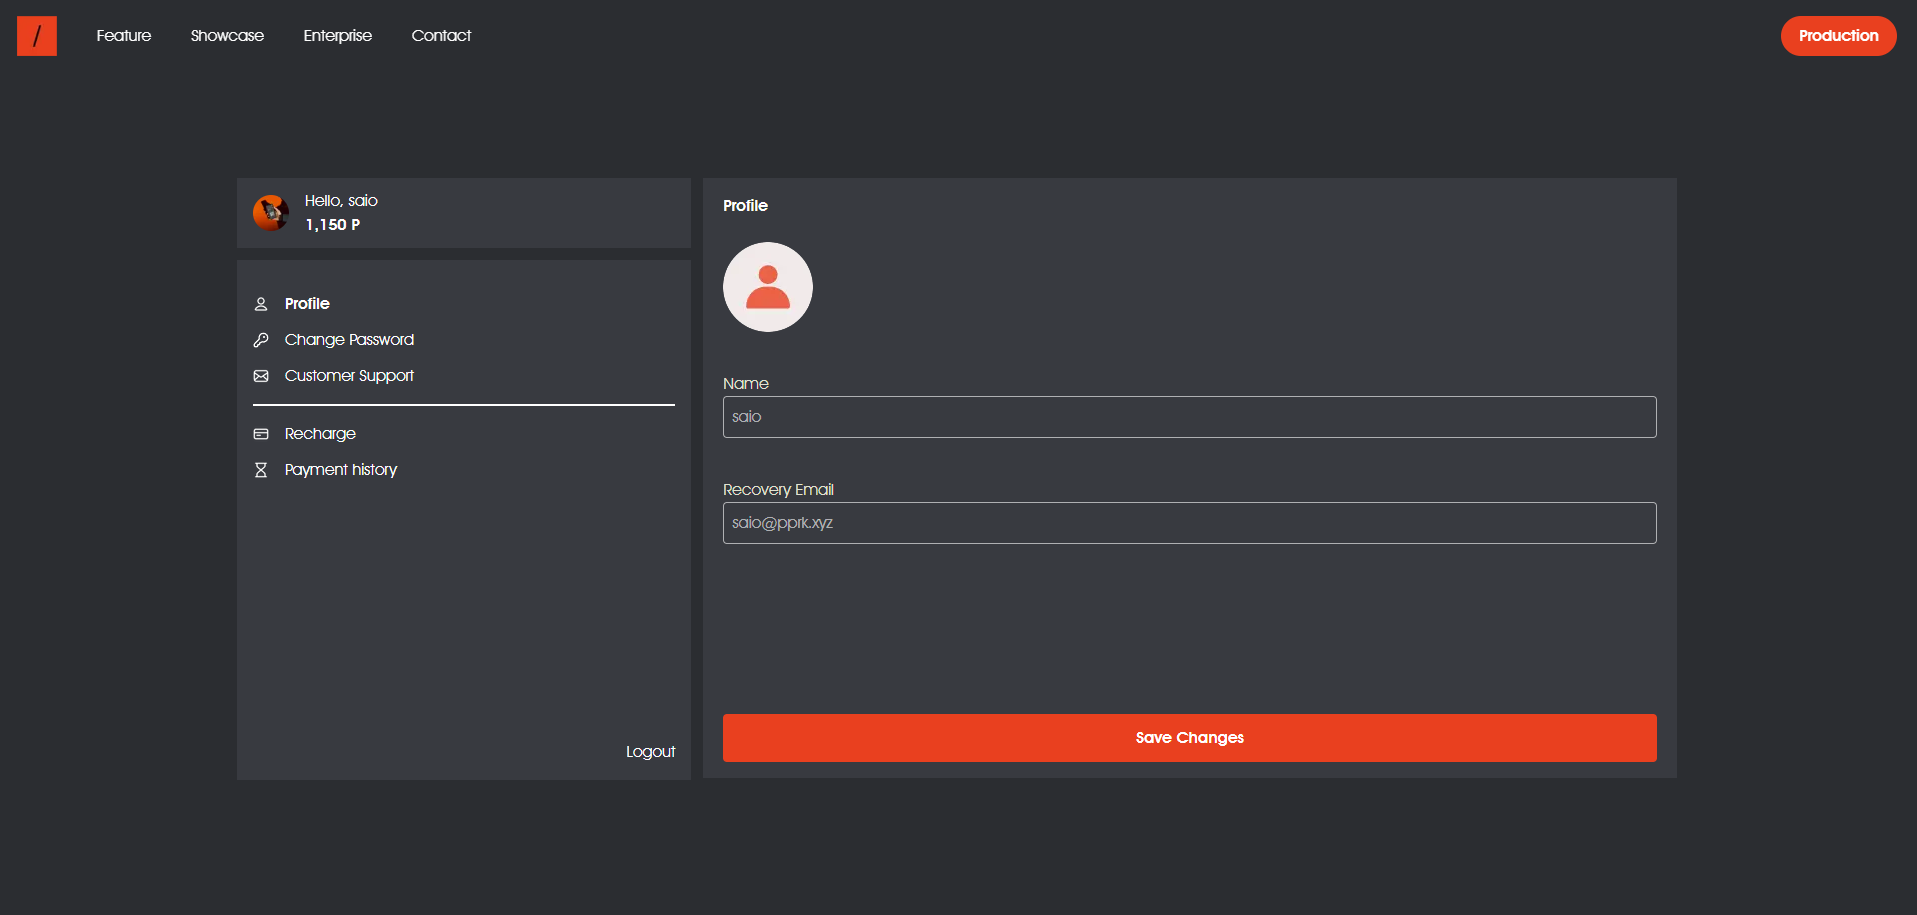 /
Feature
Showcase
Enterprise
Contact
Production
Hello, saio
1,150 P
Profile
Change Password
Customer Support
Recharge
Payment history
Logout
Profile
Name
saio
Recovery Email
saio@pprk.xyz
Save Changes